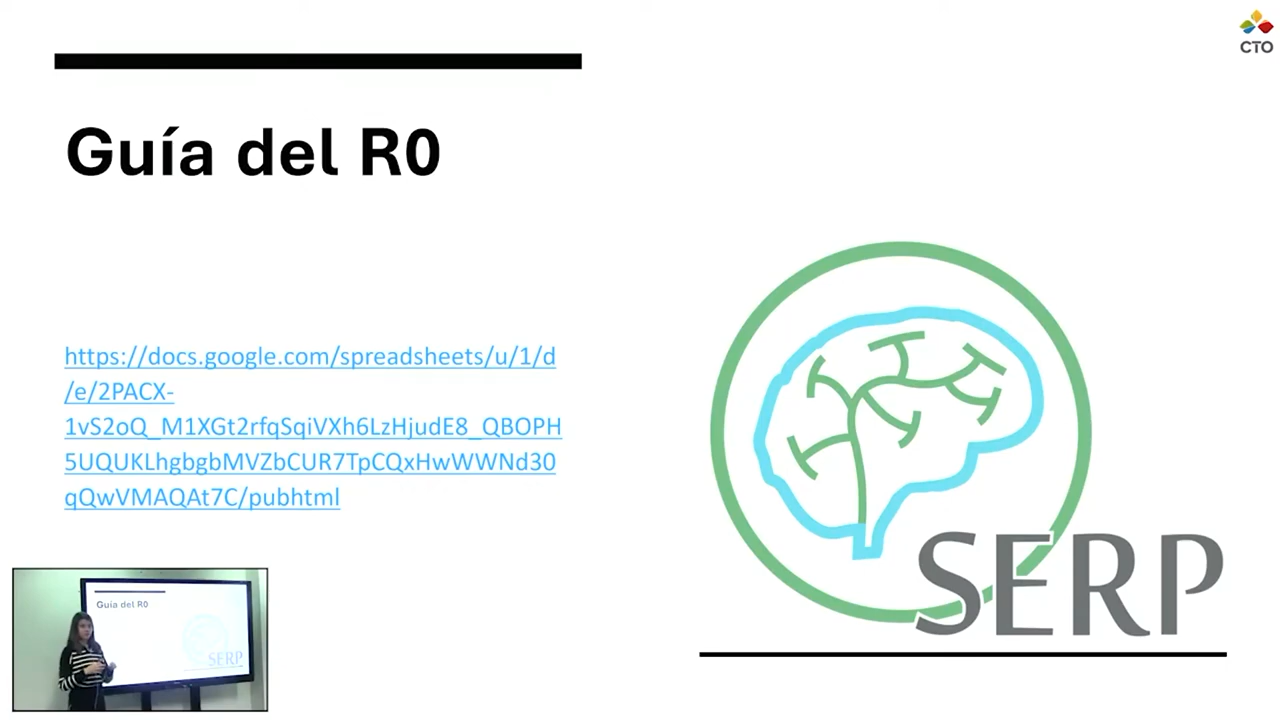 CTO
Guía del R0
https://docs.google.com/spreadsheets/u/1/d
/e/2PACX-
1vS2oQ_M1XGt2rfqSqiVXh6LzHjudE8_QBOPH
5UQUKLhgbgbMVZbCUR7TpCQxHwWWNd30
qQwVMAQAt7C/pubhtml
SERP
Guía del R0
SERP